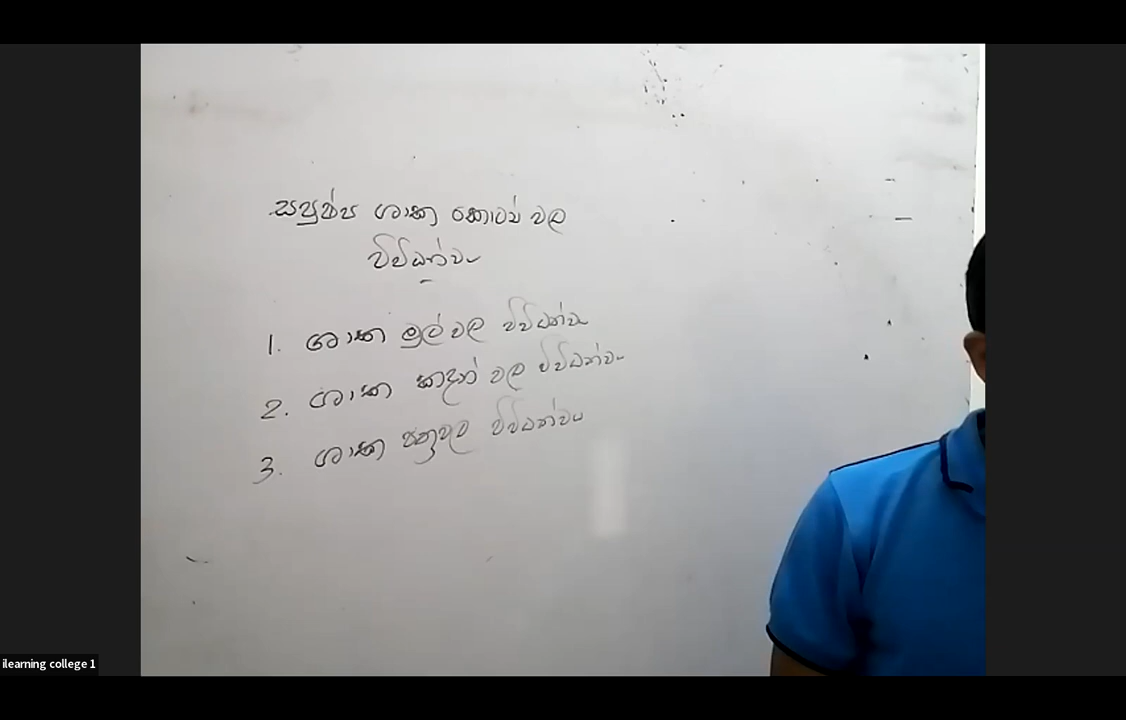 සපුෂ්ප ශාක කොටස් වල
විවිධත්වය
1. ශාක මුල් වල විවිධත්වය
2. ශාක කඳන් වල විවිධත්වය
3. ශාක පත්‍රවල විවිධත්වය
ilearning college 1